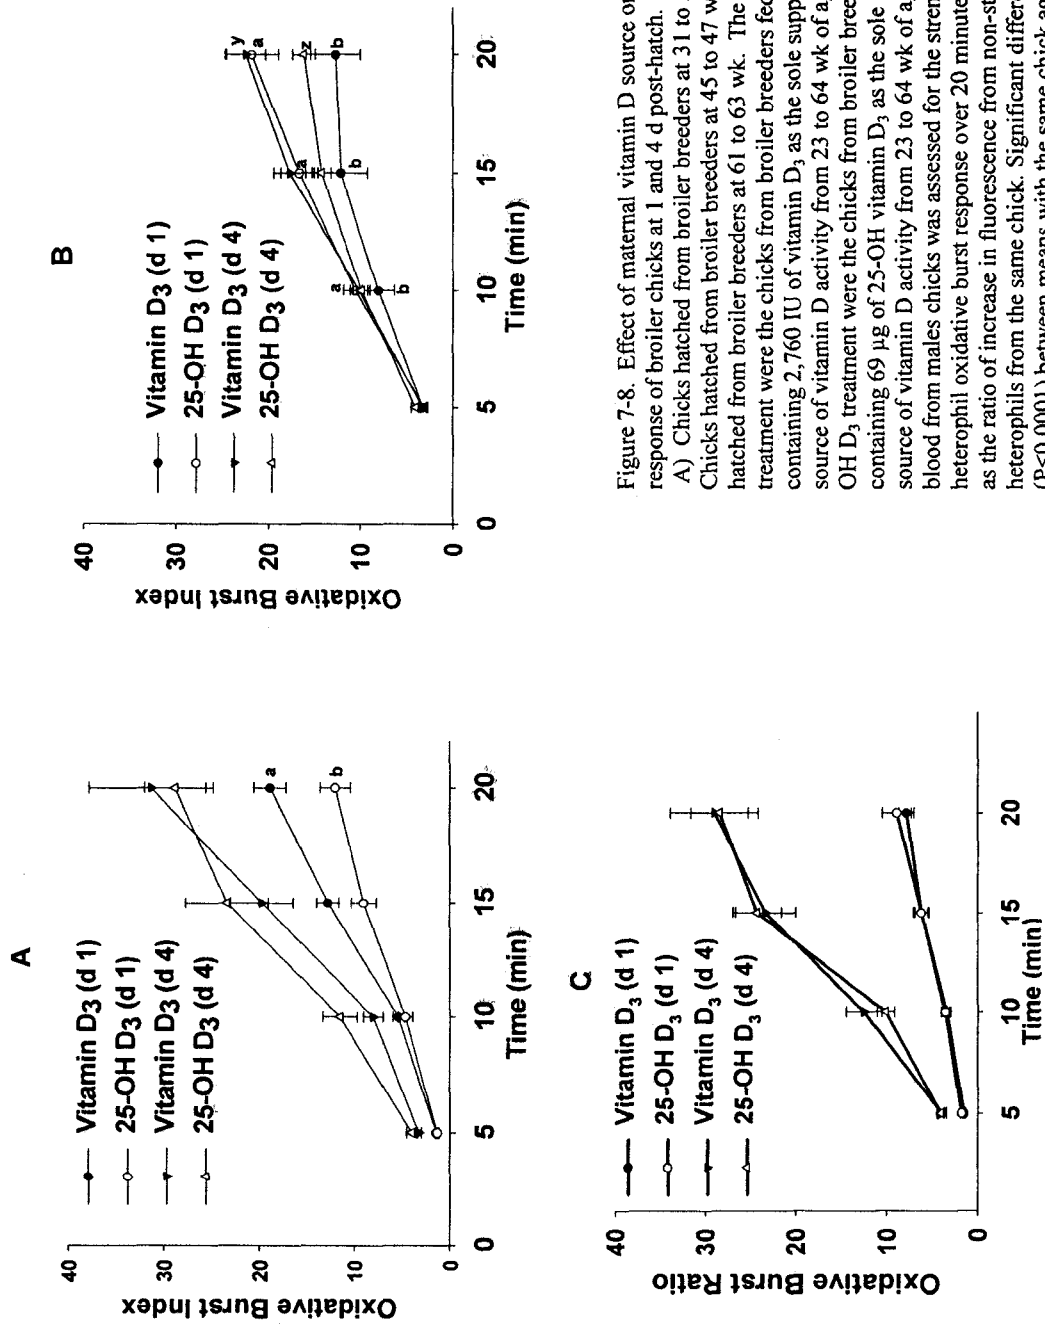 A
40
30
20
10
0
Oxidative Burst Index
Vitamin D3 (d 1)
25-OH D3 (d 1)
Vitamin D3 (d 4)
25-OH D3 (d 4)
a
b
0
5
10
15
20
Time (min)
B
40
30
20
10
0
Oxidative Burst Index
Vitamin D3 (d 1)
25-OH D3 (d 1)
Vitamin D3 (d 4)
25-OH D3 (d 4)
a
b
a
b
y
a
z
b
0
5
10
15
20
Time (min)
C
40
30
20
10
0
Oxidative Burst Ratio
Vitamin D3 (d 1)
25-OH D3 (d 1)
Vitamin D3 (d 4)
25-OH D3 (d 4)
5
10
15
20
Time (min)
Figure 7-8. Effect of maternal vitamin D source
response of broiler chicks at 1 and 4 d post-hatch.
A) Chicks hatched from broiler breeders at 31 to
Chicks hatched from broiler breeders at 45 to 47
hatched from broiler breeders at 61 to 63 wk. The
treatment were the chicks from broiler breeders fed
containing 2,760 IU of vitamin D3 as the sole
source of vitamin D activity from 23 to 64 wk of
OH D3 treatment were the chicks from broiler
containing 69 µg of 25-OH vitamin D3 as the sole
source of vitamin D activity from 23 to 64 wk of
blood from males chicks was assessed for the
heterophil oxidative burst response over 20 minute
as the ratio of increase in fluorescence from
heterophils from the same chick. Significant
(P<0.0001) between means with the same chick